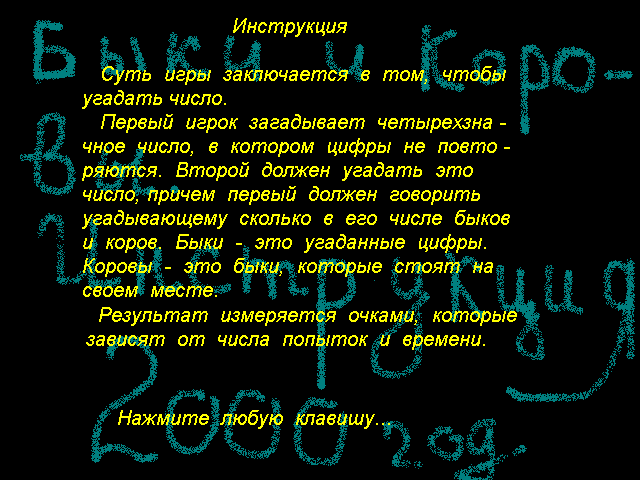 Инструкция
Суть игры заключается в том, чтобы
угадать число.
Первый игрок загадывает четырехзна -
чное число, в котором цифры не повто -
ряются. Второй должен угадать это
число, причем первый должен говорить
угадывающему сколько в его числе быков
и коров. Быки - это угаданные цифры.
Коровы - это быки, которые стоят на
своем месте.
Результат измеряется очками, которые
зависят от числа попыток и времени.
Нажмите любую клавишу...
Быки и Коро-
ва.
Инструкция
2000 год.